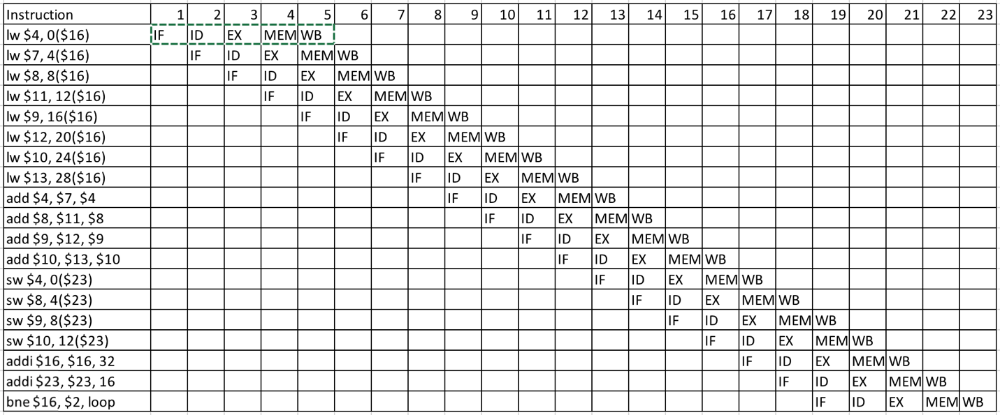 Instruction 1 2 3 4 5 6 7 8 9 10 11 12 13 14 15 16 17 18 19 20 21 22 23
lw $4, 0($16) IF ID EX MEM WB
lw $7, 4($16) IF ID EX MEM WB
lw $8, 8($16) IF ID EX MEM WB
lw $11, 12($16) IF ID EX MEM WB
lw $9, 16($16) IF ID EX MEM WB
lw $12, 20($16) IF ID EX MEM WB
lw $10, 24($16) IF ID EX MEM WB
lw $13, 28($16) IF ID EX MEM WB
add $4, $7, $4 IF ID EX MEM WB
add $8, $11, $8 IF ID EX MEM WB
add $9, $12, $9 IF ID EX MEM WB
add $10, $13, $10 IF ID EX MEM WB
sw $4, 0($23) IF ID EX MEM WB
sw $8, 4($23) IF ID EX MEM WB
sw $9, 8($23) IF ID EX MEM WB
sw $10, 12($23) IF ID EX MEM WB
addi $16, $16, 32 IF ID EX MEM WB
addi $23, $23, 16 IF ID EX MEM WB
bne $16, $2, loop IF ID EX MEM WB